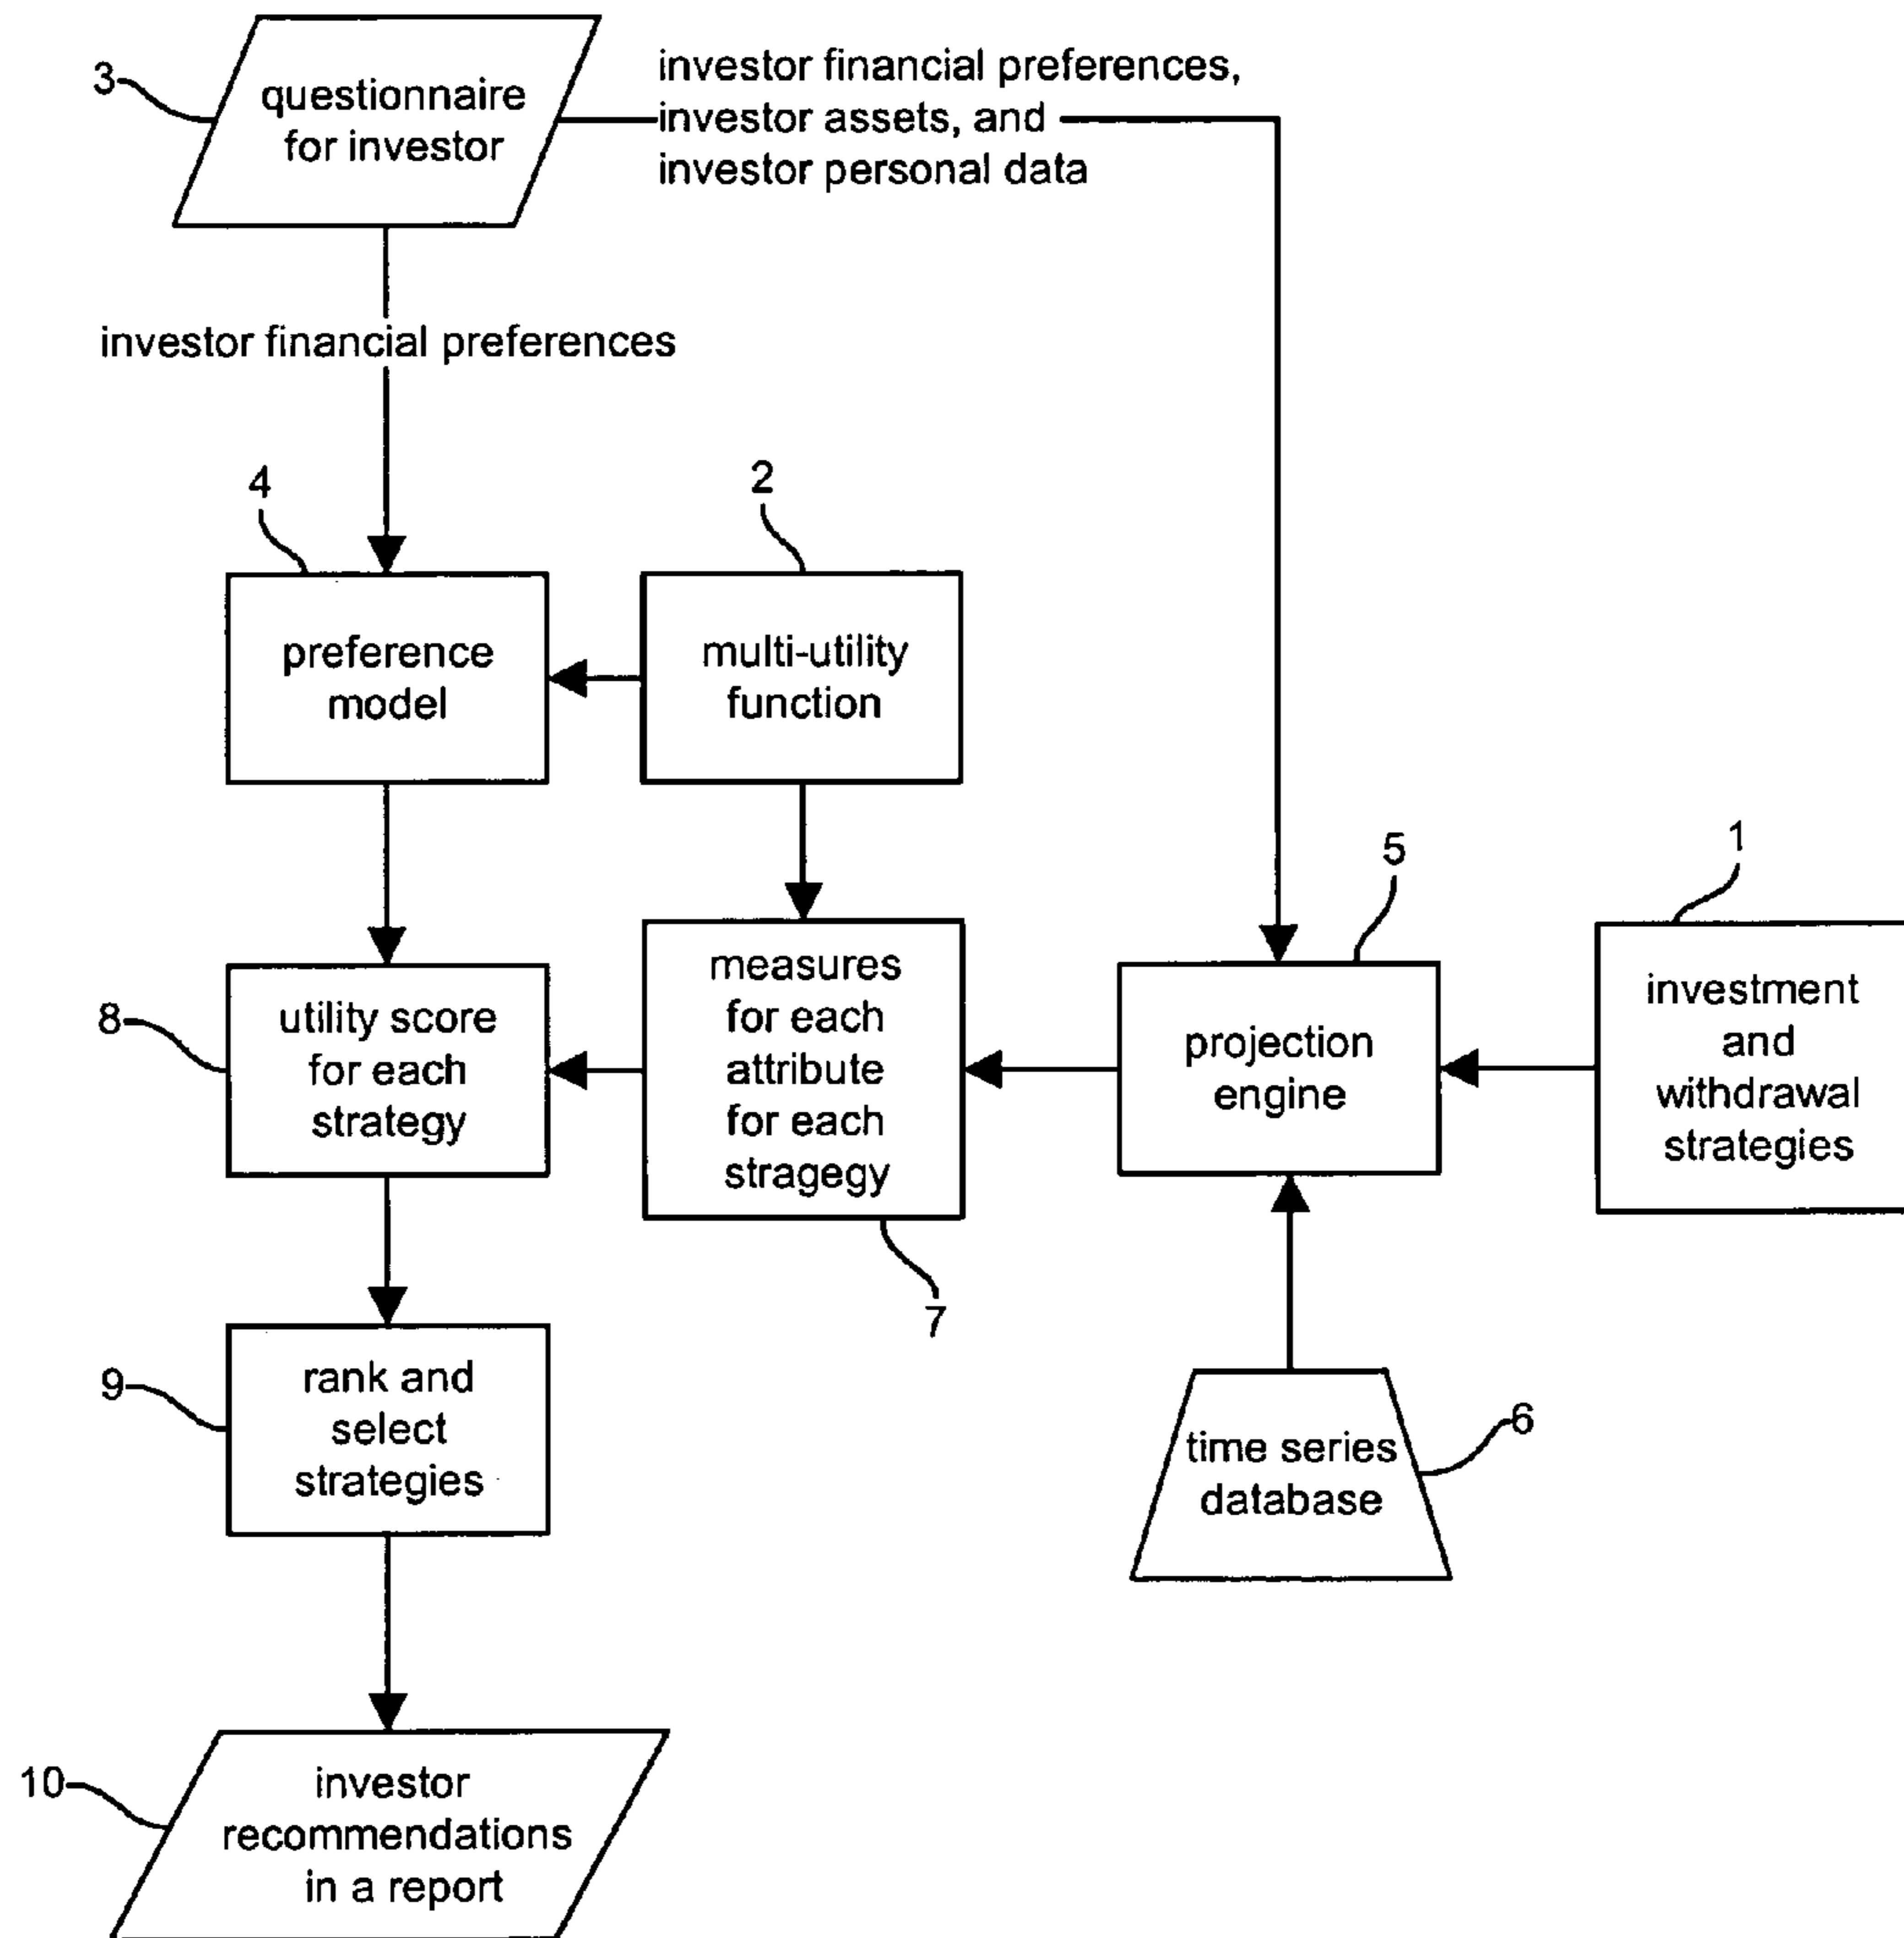 3
questionnaire
for investor
investor financial preferences,
investor assets, and
investor personal data
investor financial preferences
4
preference
model
2
multi-utility
function
8
utility score
for each
strategy
measures
for each
attribute
for each
stragegy
7
5
projection
engine
1
investment
and
withdrawal
strategies
9
rank and
select
strategies
time series
database
6
10
investor
recommendations
in a report